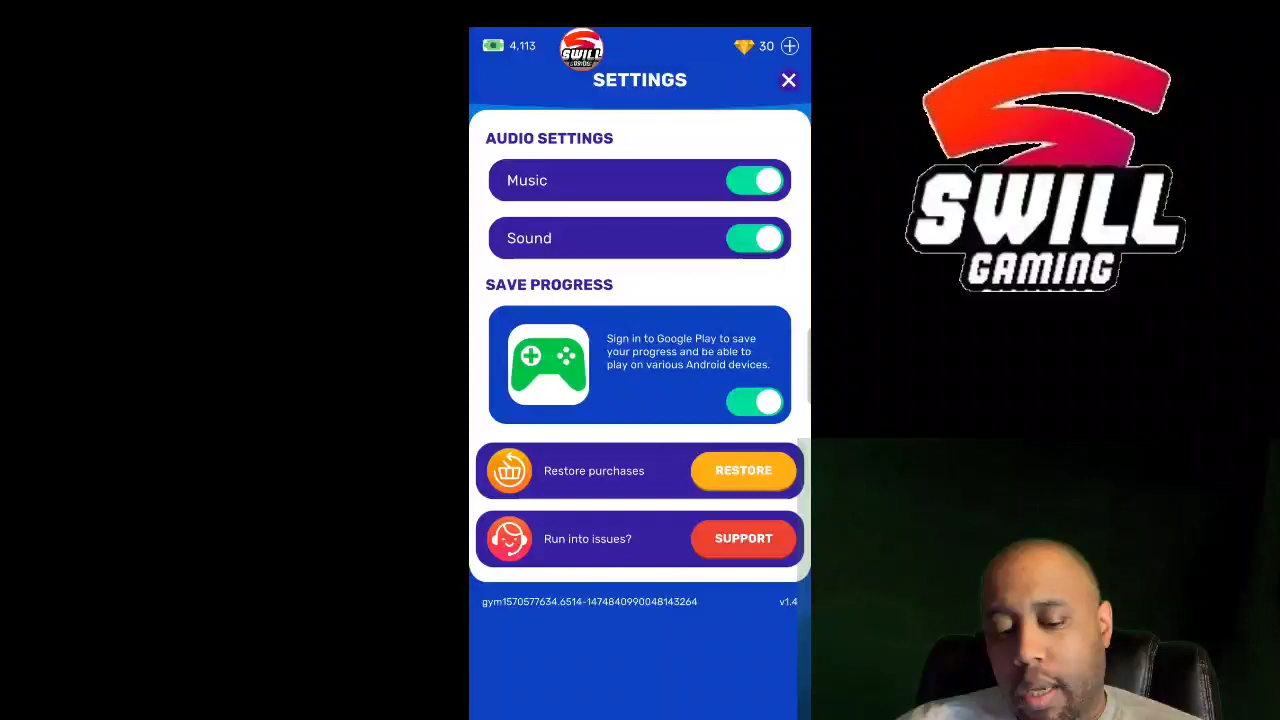 4,113
SWILL
30
SETTINGS
AUDIO SETTINGS
Music
Sound
SAVE PROGRESS
Sign in to Google Play to save
your progress and be able to
play on various Android devices.
Restore purchases
RESTORE
Run into issues?
SUPPORT
gym1570577634.6514-1474840990048143264
v1.4
SWILL
GAMING